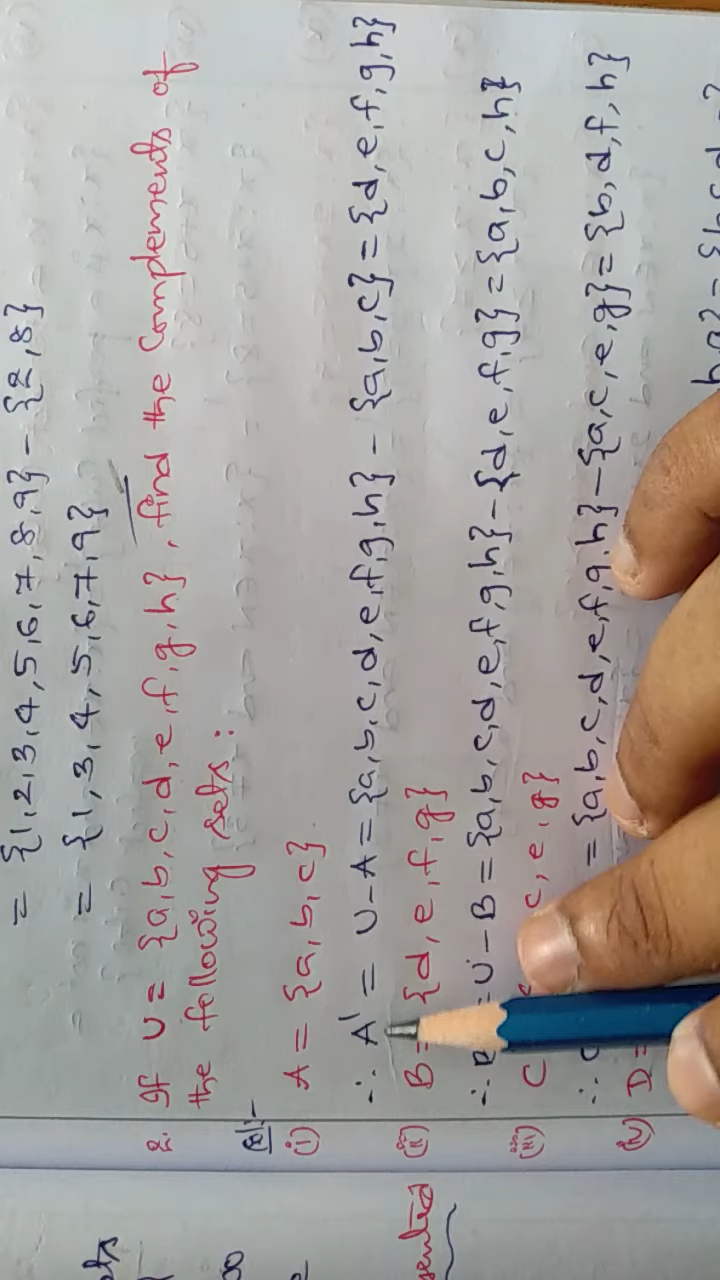 = {1,2,3,4,5,6,7,8,9} - {2,8}
= {1,3,4,5,6,7,9}
2. If U = {a,b,c,d,e,f,g,h}, find the complements of
the following sets:
Sol:-
(i) A = {a,b,c}.
∴ A' = U-A = {a,b,c,d,e,f,g,h} - {a,b,c} = {d,e,f,g,h}
(ii) B = {d,e,f,g}
∴ B = U-B = {a,b,c,d,e,f,g,h} - {d,e,f,g} = {a,b,c,h}
(iii) C c,e,g}
∴ = {a,b,c,d,e,f,g,h} - {a,c,e,g} = {b,d,f,h}
(iv) D =